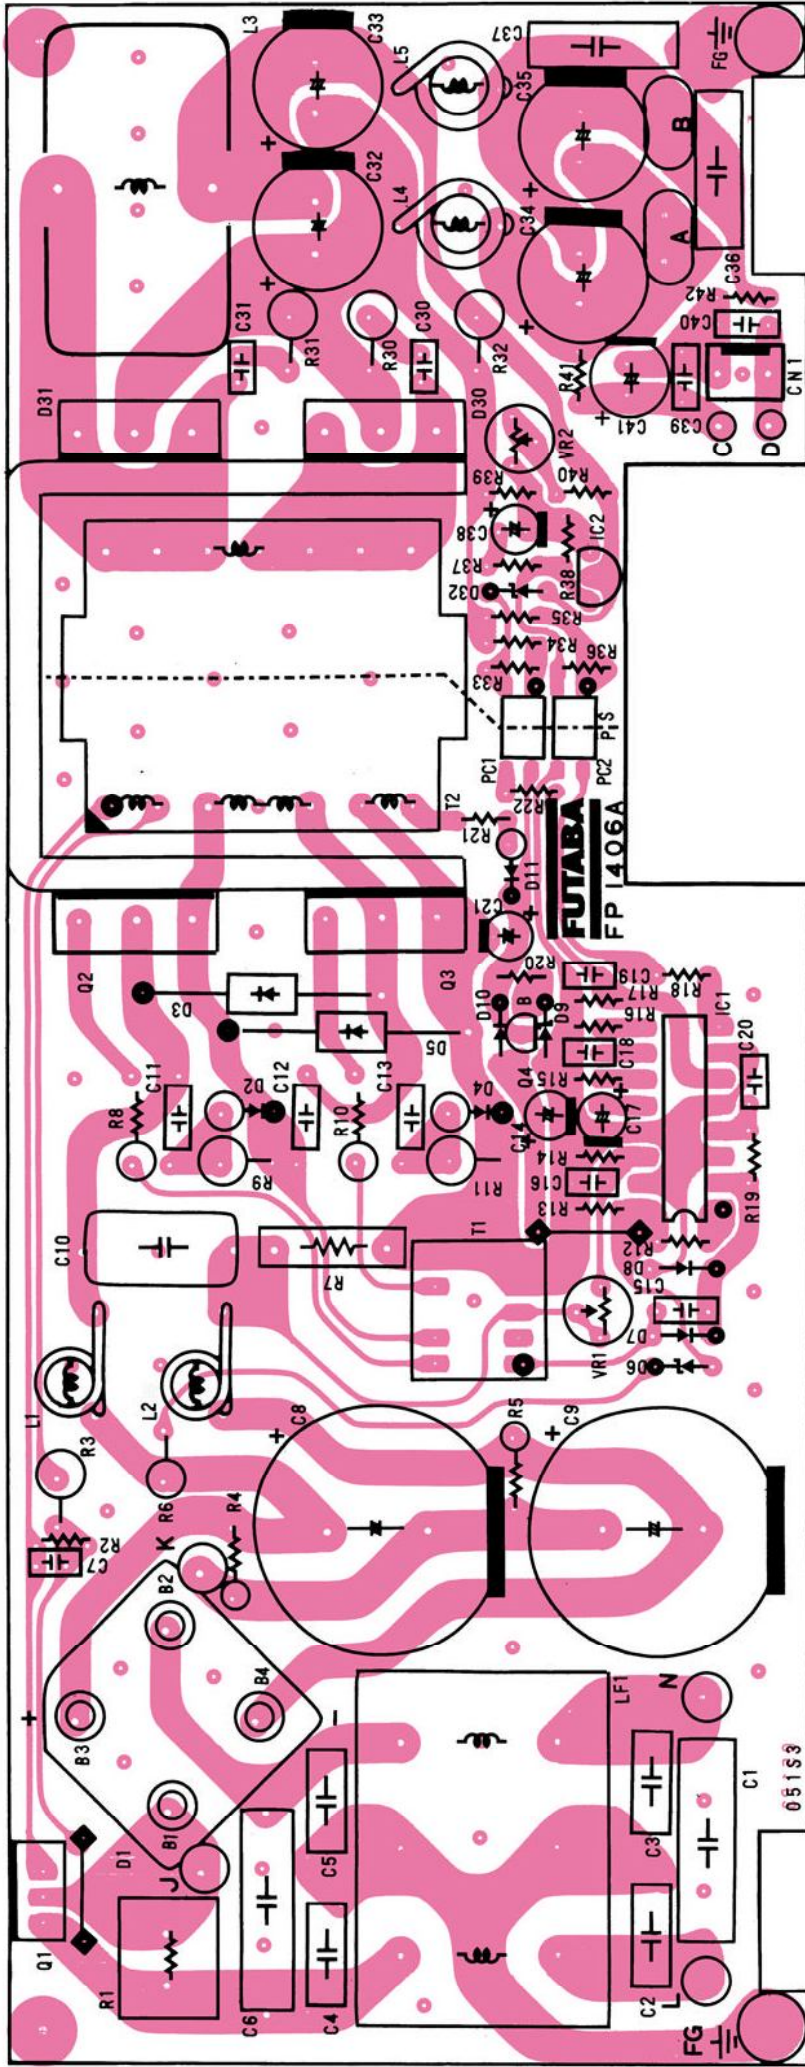 L3
C33
C32
L5
L4
C37
C35
C34
FG
B
A
C36
R42
C40
CN1
C31
R31
R30
C30
R32
R41
C41
C39
C
D
D31
D30
VR2
R39
R40
C38
R37
D32
R38
IC2
R35
R34
R33
R36
PC1
PC2
P S
T2
R21
R22
D11
C21
FUTABA
FP 1406A
Q2
Q3
D3
D5
R20
D10
B
D9
Q4
C19
R17
R16
R18
IC1
C18
R15
C20
C17
C14
R14
C16
R13
R19
R8
C11
D2
C12
R10
C13
D4
R9
R11
C10
R7
T1
R12
D8
C15
D7
D6
VR1
L1
L2
R3
R6
R2
C7
R4
K
C8
R5
C9
+
B3
B2
B4
B1
-
D1
J
Q1
R1
C6
C5
C4
LF1
N
C3
C1
C2
L
FG
051S3